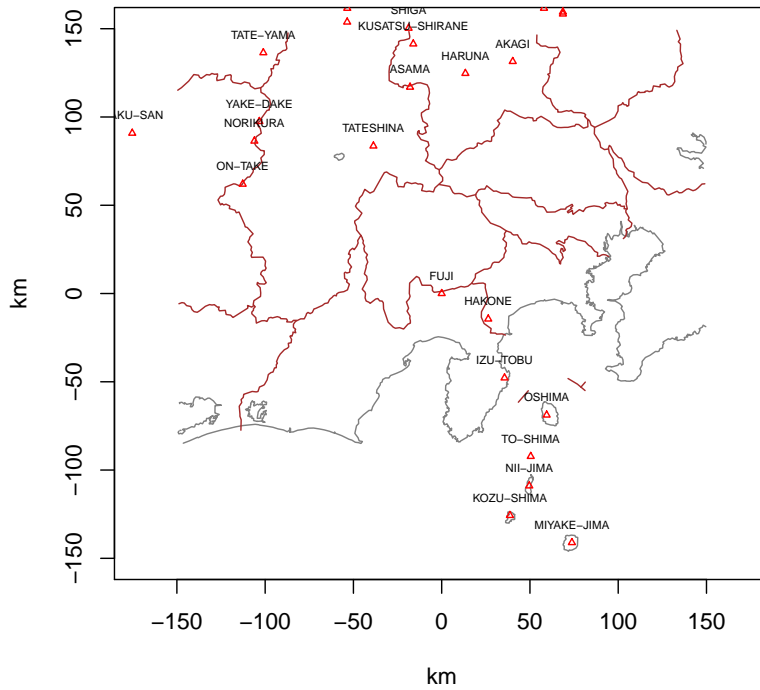 SHIGA
KUSATSU−SHIRANE
TATE−YAMA
AKAGI
HARUNA
ASAMA
YAKE−DAKE
AKU−SAN
NORIKURA
TATESHINA
ON−TAKE
FUJI
HAKONE
IZU−TOBU
OSHIMA
TO−SHIMA
NII−JIMA
KOZU−SHIMA
MIYAKE−JIMA
150
100
50
0
−50
−100
−150
km
−150 −100 −50 0 50 100 150
km